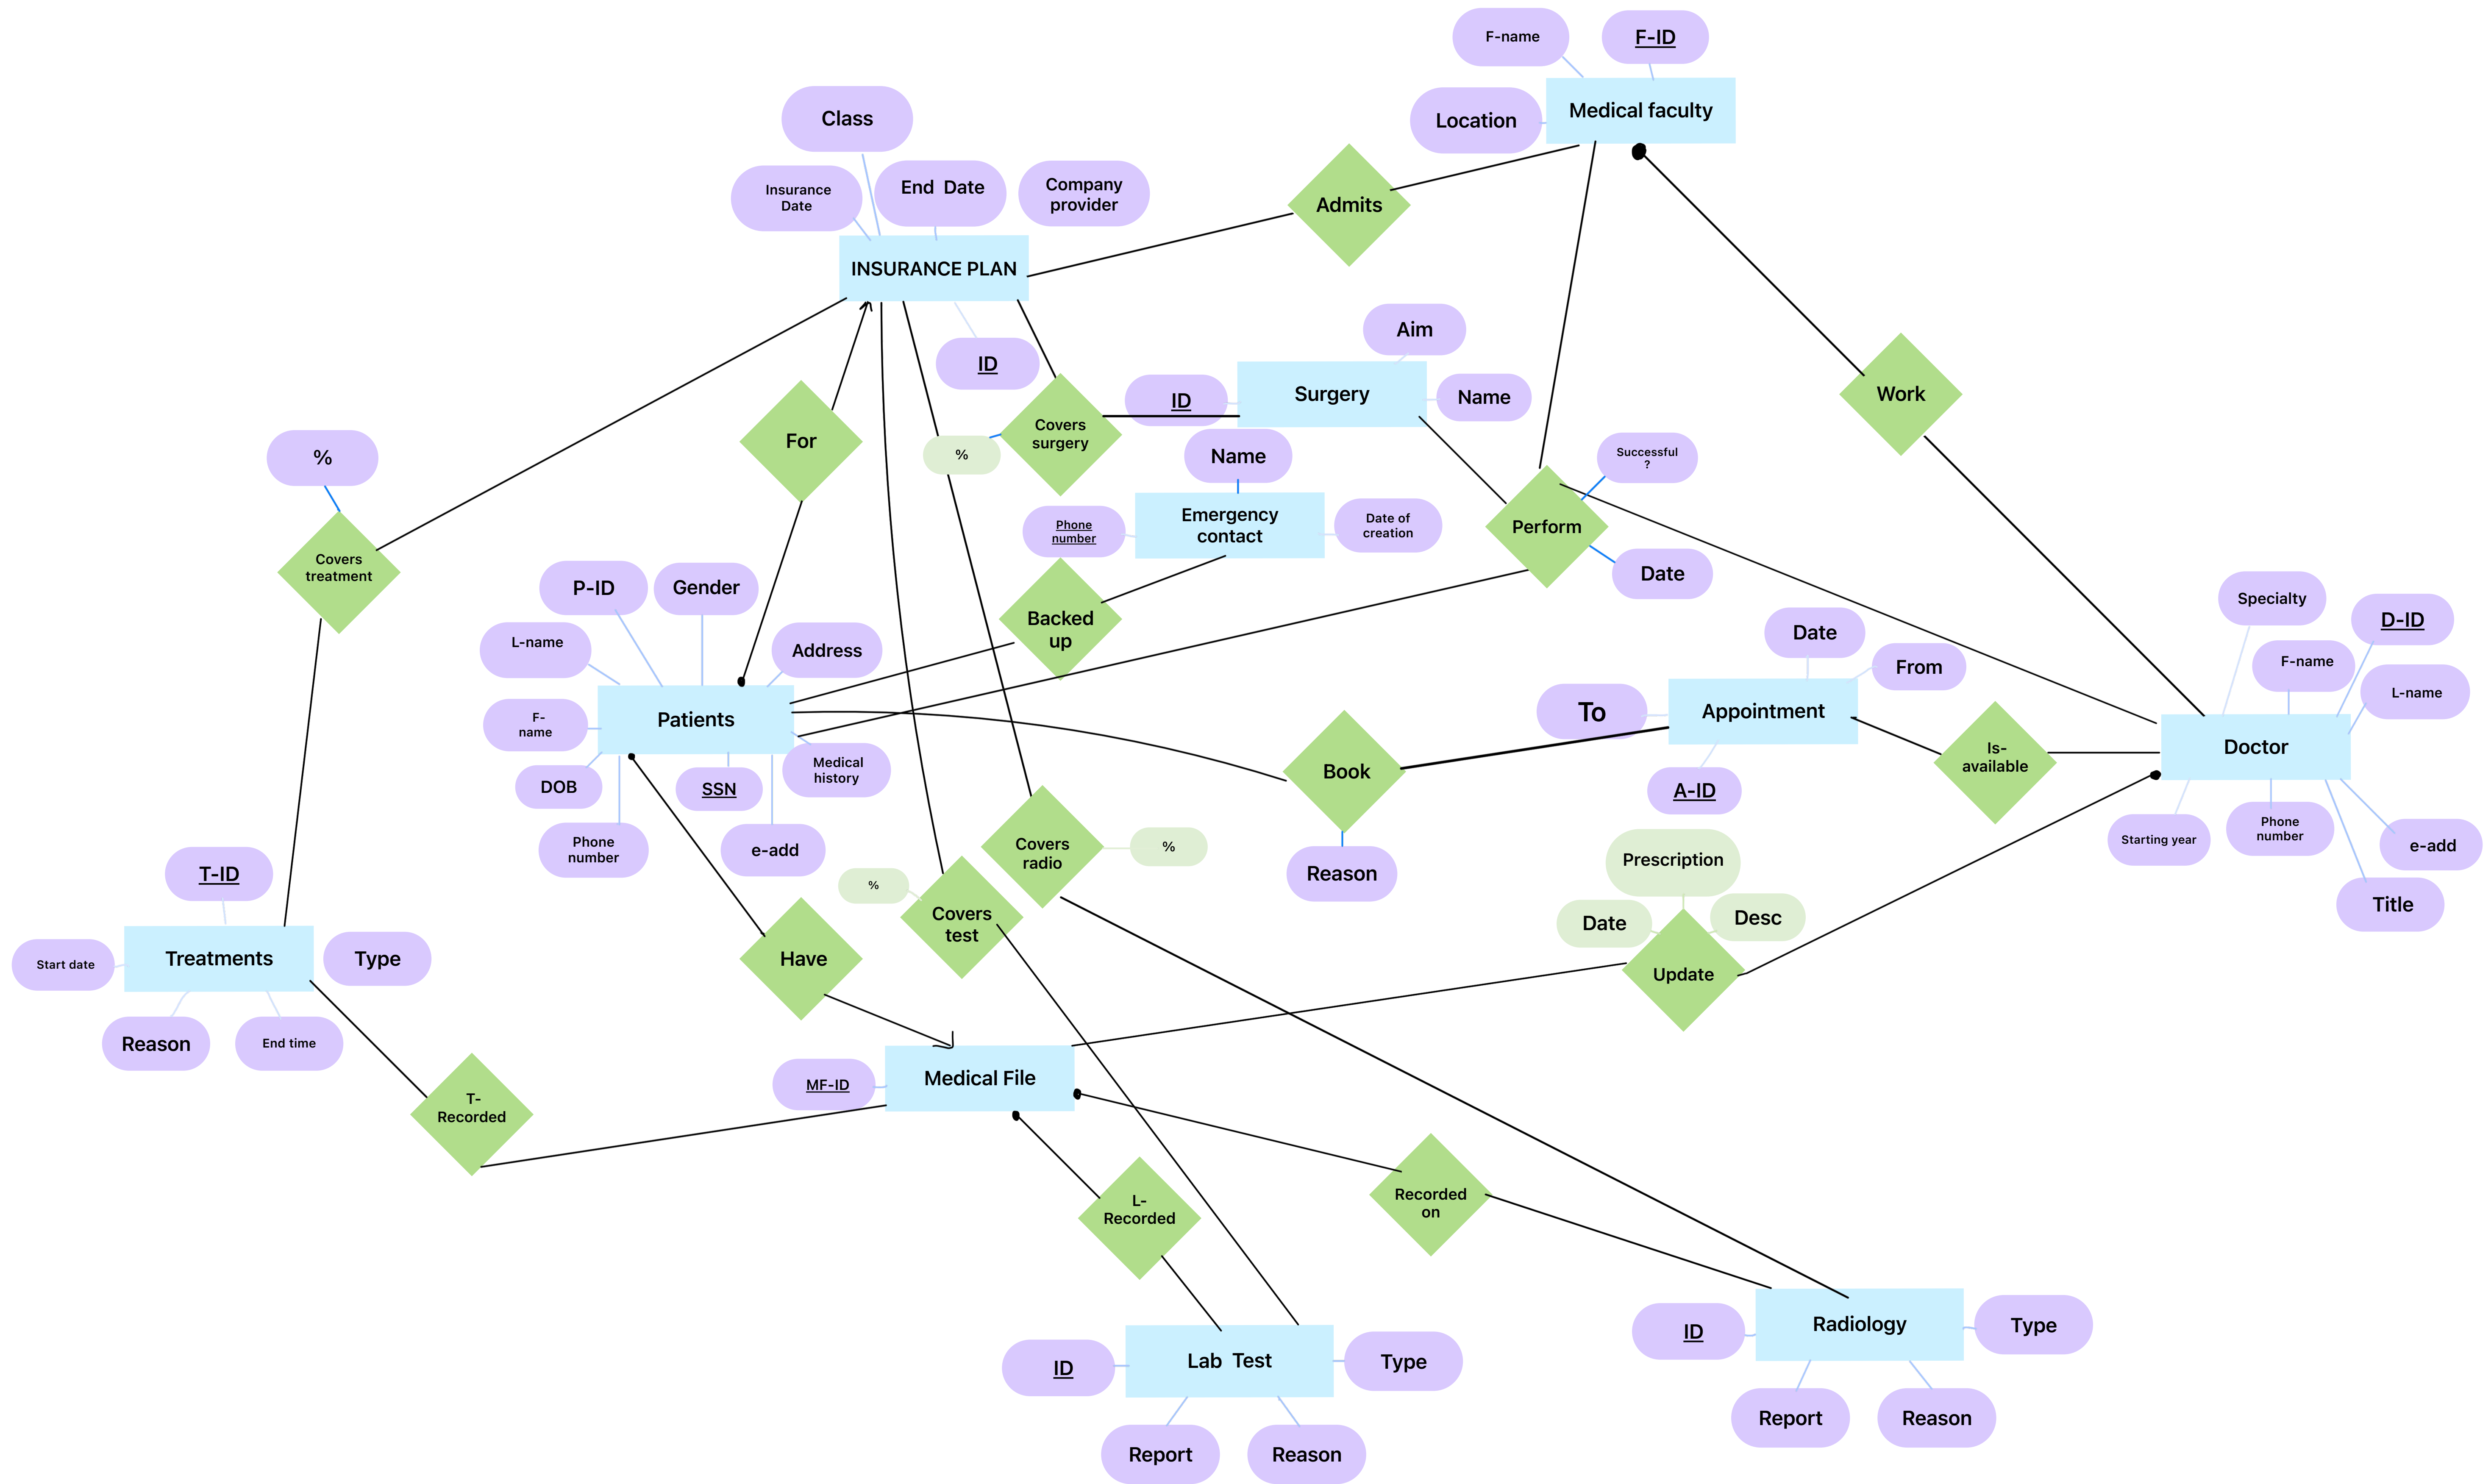 F-name
F-ID
Medical faculty
Location
Class
Insurance
Date
End  Date
Company
provider
INSURANCE PLAN
Admits
ID
Aim
Surgery
ID
Name
Work
For
Covers
surgery
%
%
Name
Successful
?
Emergency
contact
Phone
number
Date of
creation
Perform
Date
Covers
treatment
P-ID
Gender
Backed
up
Specialty
D-ID
L-name
Address
Date
From
F-name
L-name
F-
name
Patients
To
Appointment
Doctor
Is-
available
Medical
history
DOB
SSN
Book
A-ID
Phone
number
e-add
Covers
radio
%
Reason
Starting year
Phone
number
e-add
Title
T-ID
%
Covers
test
Prescription
Date
Desc
Update
Start date
Treatments
Type
Have
Reason
End time
MF-ID
Medical File
T-
Recorded
L-
Recorded
Recorded
on
ID
Radiology
Type
ID
Lab  Test
Type
Report
Reason
Report
Reason